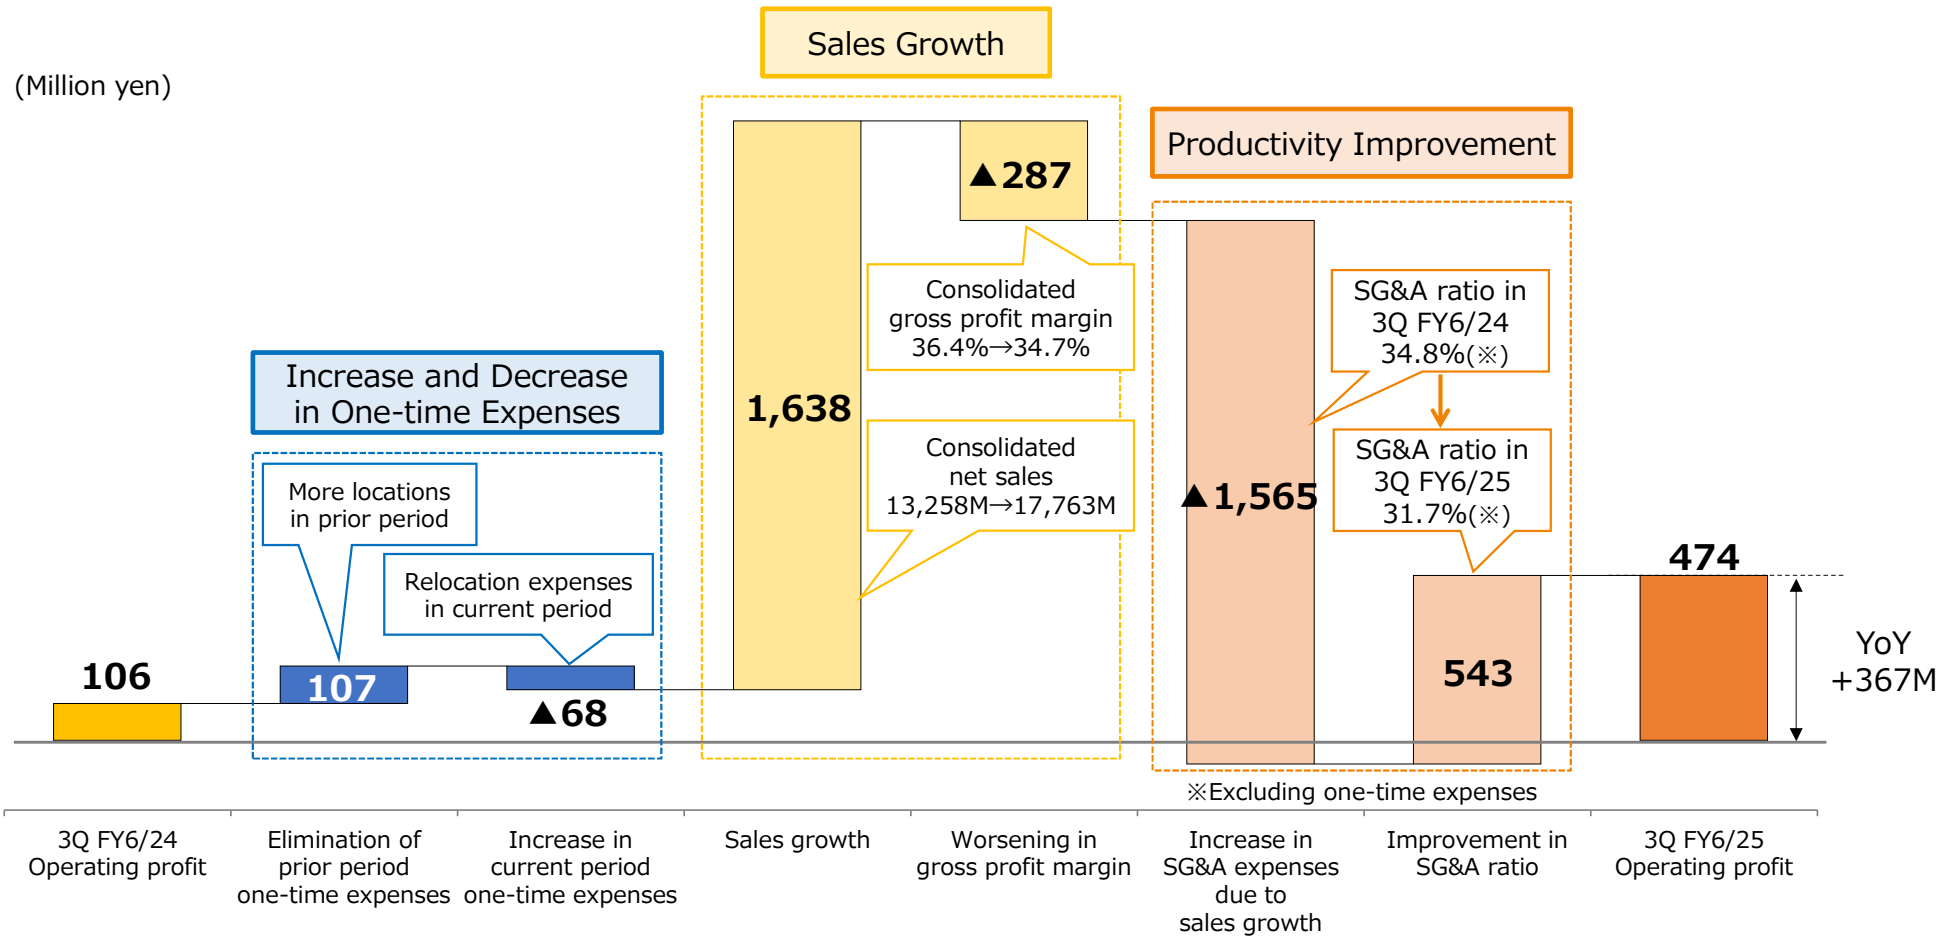 (Million yen)
Sales Growth
Productivity Improvement
Increase and Decrease
in One-time Expenses
106
More locations
in prior period
107
Relocation expenses
in current period
▲68
1,638
▲287
Consolidated
gross profit margin
36.4%→34.7%
Consolidated
net sales
13,258M→17,763M
▲1,565
SG&A ratio in
3Q FY6/24
34.8%(※)
SG&A ratio in
3Q FY6/25
31.7%(※)
543
474
YoY
+367M
※Excluding one-time expenses
3Q FY6/24
Operating profit
Elimination of
prior period
one-time expenses
Increase in
current period
one-time expenses
Sales growth
Worsening in
gross profit margin
Increase in
SG&A expenses
due to
sales growth
Improvement in
SG&A ratio
3Q FY6/25
Operating profit